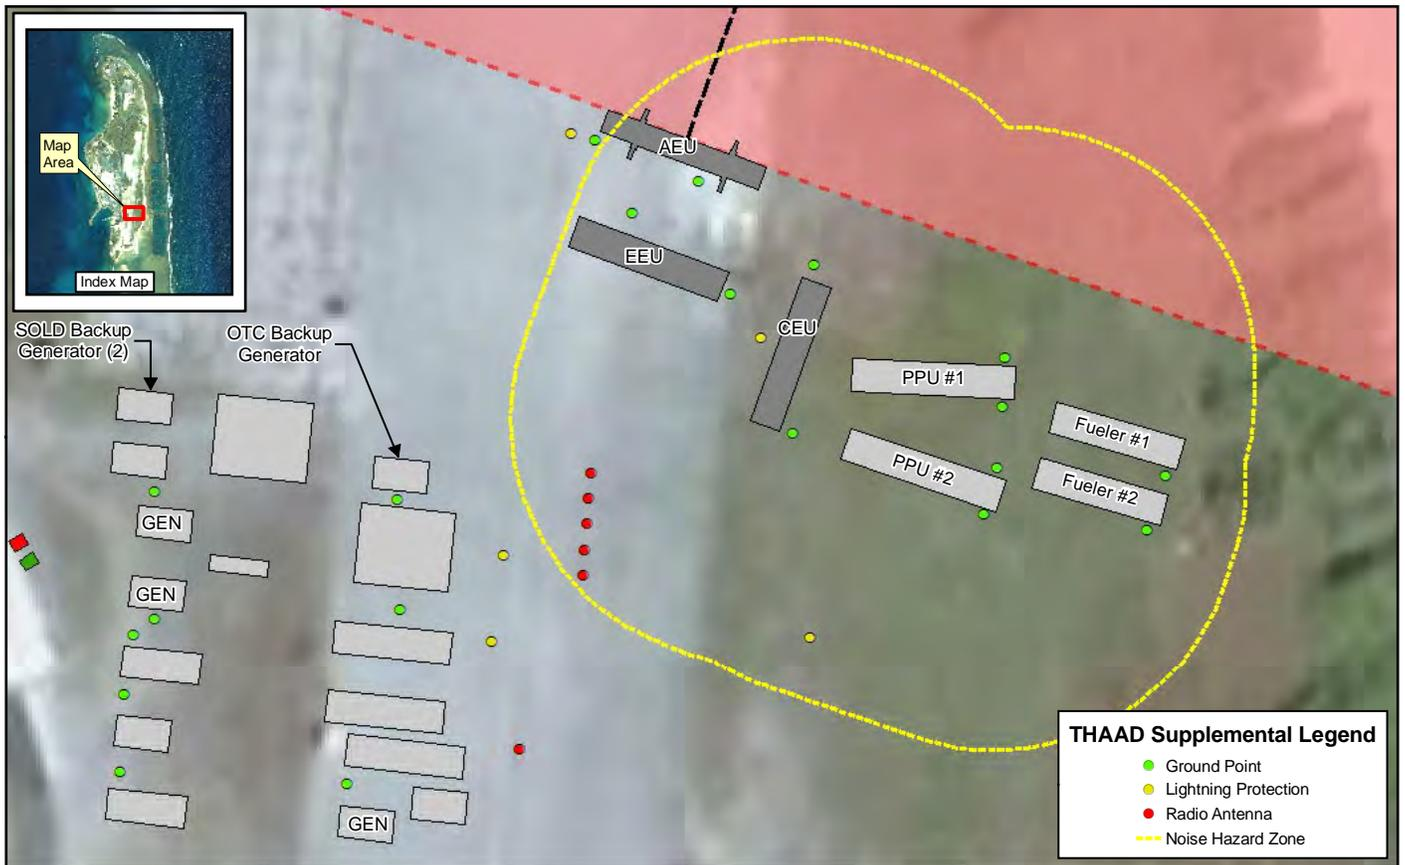 Map
Area
Index Map
SOLD Backup
Generator (2)
OTC Backup
Generator
AEU
EEU
CEU
PPU #1
PPU #2
Fueler #1
Fueler #2
GEN
GEN
GEN
THAAD Supplemental Legend
Ground Point
Lightning Protection
Radio Antenna
Noise Hazard Zone